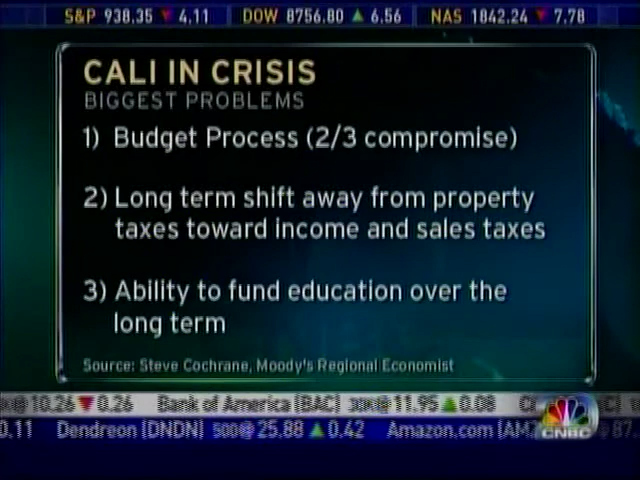 S&P 938.35 ▼ 4.11 DOW 8756.80 ▲ 6.56 NAS 1842.24 ▼ 7.78
CALI IN CRISIS
BIGGEST PROBLEMS
1) Budget Process (2/3 compromise)
2) Long term shift away from property
taxes toward income and sales taxes
3) Ability to fund education over the
long term
Source: Steve Cochrane, Moody's Regional Economist
@ 10.26 ▼ 0.26 Bank of America (BAC) @ 11.95 ▲ 0.08
0.11 Dendreon (DNDN) 500@ 25.88 ▲ 0.42 Amazon.com (AMZ 87.
CNBC